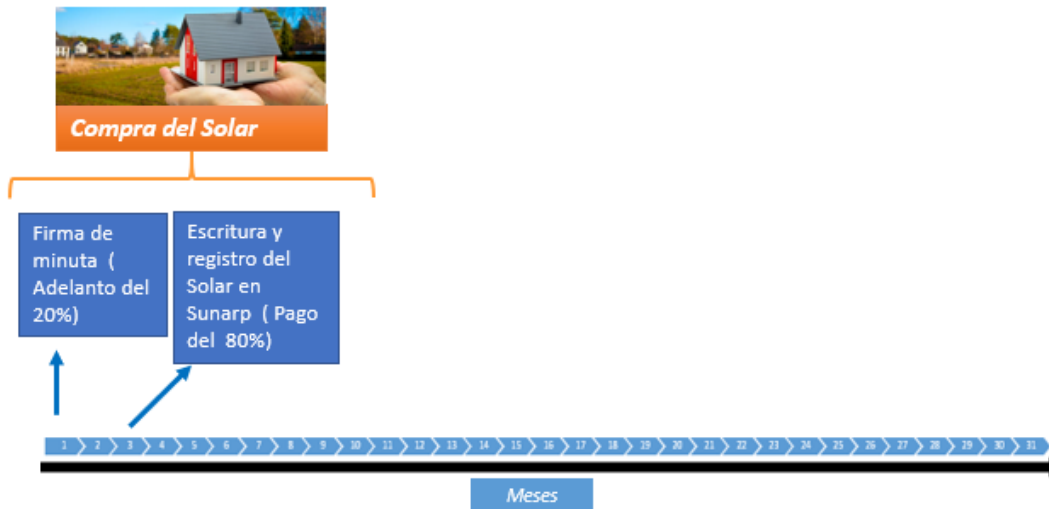 Compra del Solar
Firma de
minuta (
Adelanto del
20%)
Escritura y
registro del
Solar en
Sunarp ( Pago
del 80%)
1 2 3 4 5 6 7 8 9 10 11 12 13 14 15 16 17 18 19 20 21 22 23 24 25 26 27 28 29 30 31
Meses